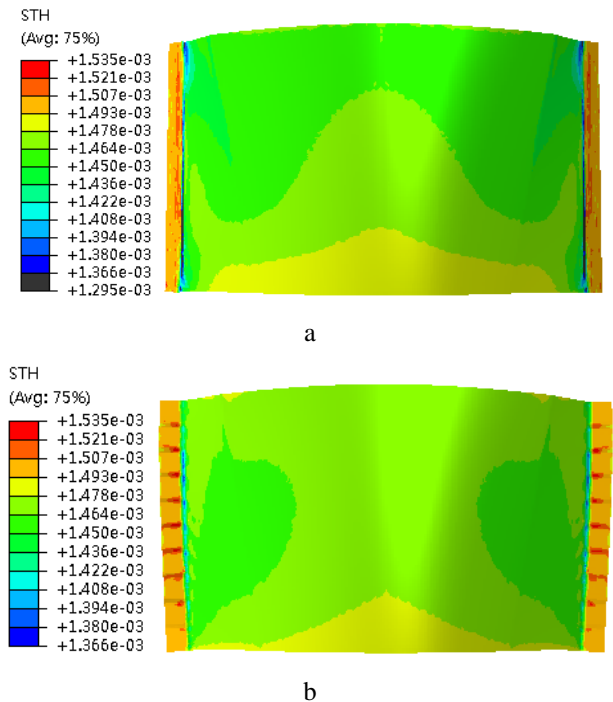 STH
(Avg: 75%)
+1.535e-03
+1.521e-03
+1.507e-03
+1.493e-03
+1.478e-03
+1.464e-03
+1.450e-03
+1.436e-03
+1.422e-03
+1.408e-03
+1.394e-03
+1.380e-03
+1.366e-03
+1.295e-03
a
STH
(Avg: 75%)
+1.535e-03
+1.521e-03
+1.507e-03
+1.493e-03
+1.478e-03
+1.464e-03
+1.450e-03
+1.436e-03
+1.422e-03
+1.408e-03
+1.394e-03
+1.380e-03
+1.366e-03
b